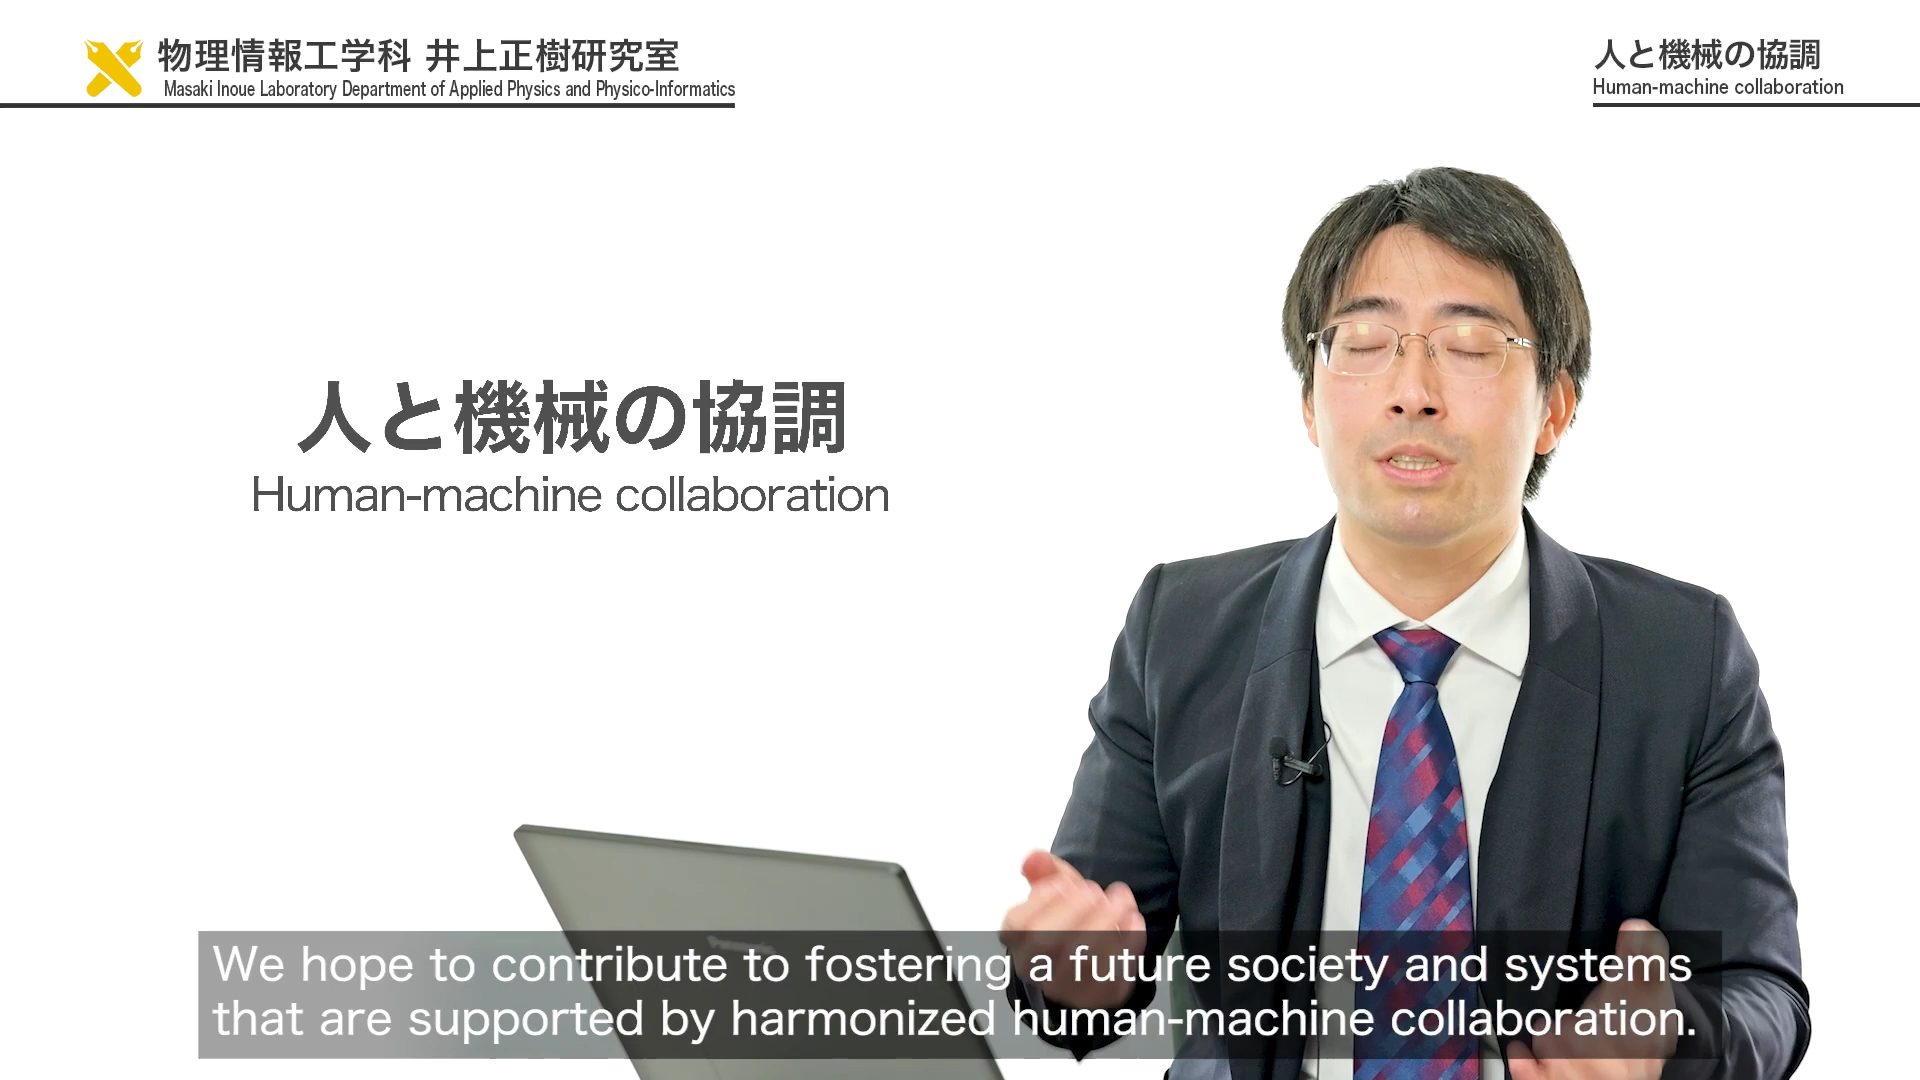 物理情報工学科 井上正樹研究室
Masaki Inoue Laboratory Department of Applied Physics and Physico-Informatics
人と機械の協調
Human-machine collaboration
人と機械の協調
Human-machine collaboration
We hope to contribute to fostering a future society and systems
that are supported by harmonized human-machine collaboration.